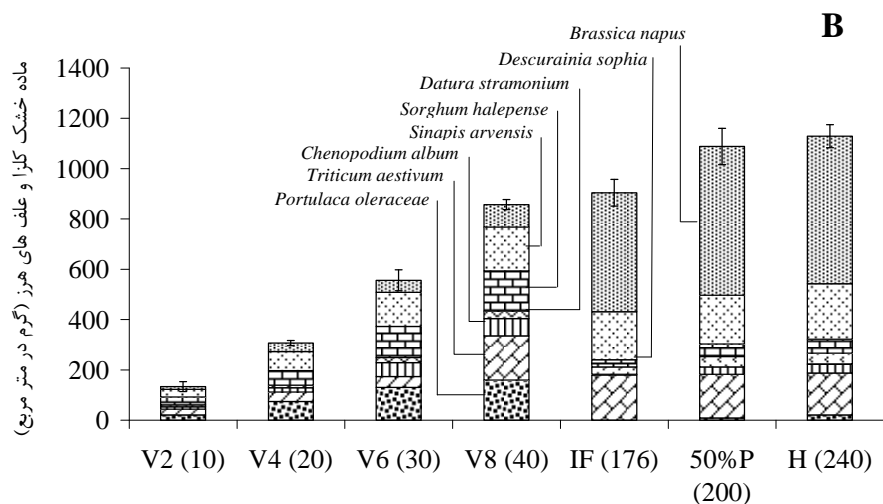 B
Brassica napus
Descurainia sophia
Datura stramonium
Sorghum halepense
Sinapis arvensis
Chenopodium album
Triticum aestivum
Portulaca oleraceae
ماده خشک کلزا و علف های هرز (گرم در متر مربع)
1400
1200
1000
800
600
400
200
0
V2 (10) V4 (20) V6 (30) V8 (40) IF (176) 50%P (200) H (240)